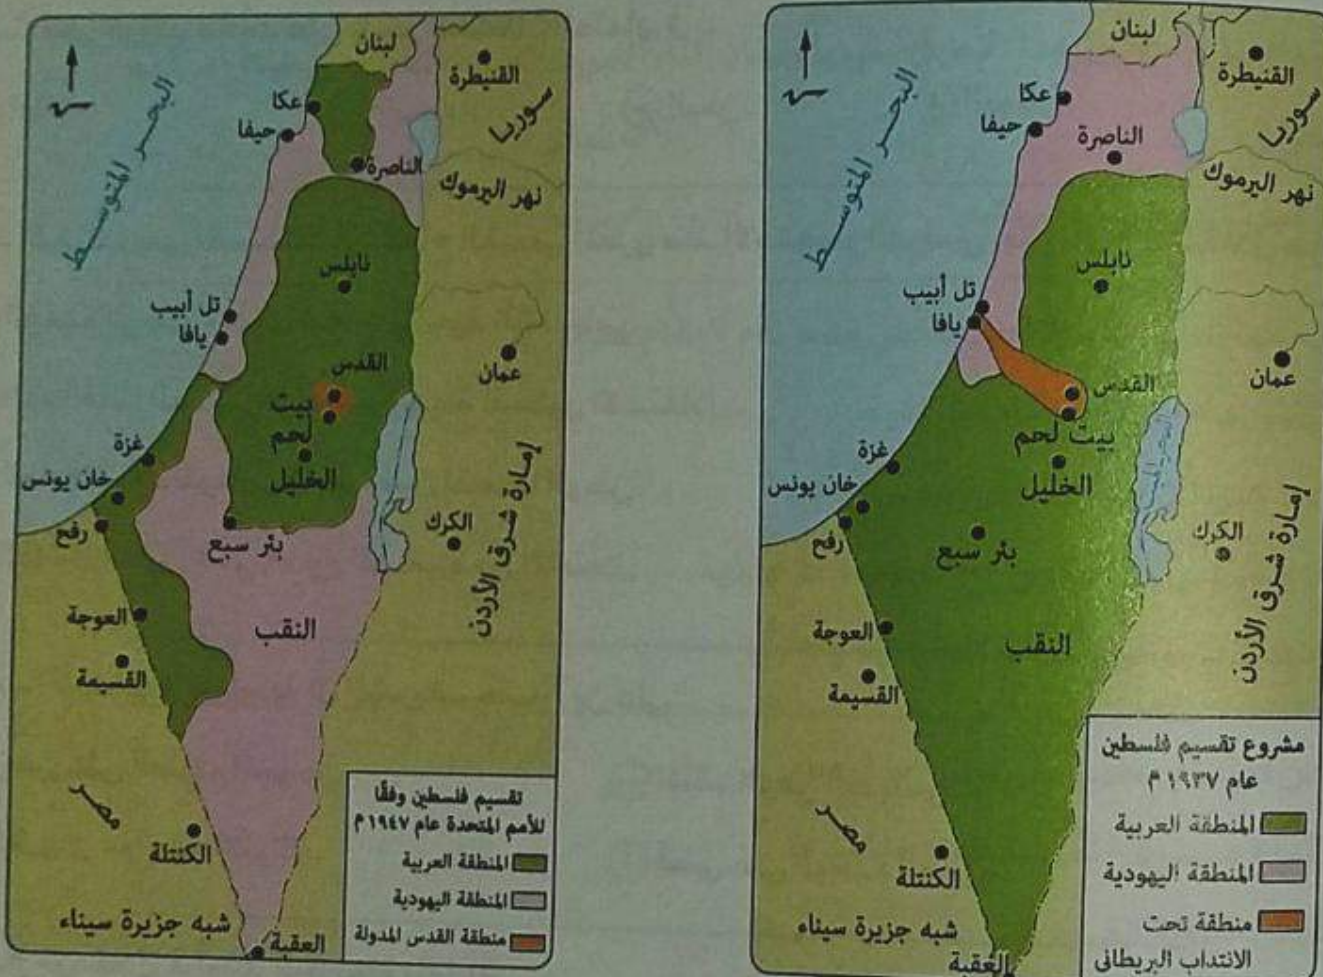 لبنان
القنيطرة
سوريا
عكا
حيفا
الناصرة
نهر اليرموك
البحر المتوسط
نابلس
تل أبيب
يافا
القدس
عمان
بيت لحم
الخليل
غزة
خان يونس
رفح
بئر سبع
الكرك
إمارة شرق الأردن
العوجة
النقب
القسيمة
مصر
الكنتلة
شبه جزيرة سيناء
العقبة
مشروع تقسيم فلسطين
عام ١٩٣٧م
المنطقة العربية
المنطقة اليهودية
منطقة تحت
الانتداب البريطانى
لبنان
القنيطرة
سوريا
عكا
حيفا
الناصرة
نهر اليرموك
البحر المتوسط
نابلس
تل أبيب
يافا
القدس
عمان
بيت
لحم
الخليل
غزة
خان يونس
رفح
بئر سبع
الكرك
إمارة شرق الأردن
العوجة
النقب
القسيمة
مصر
الكنتلة
شبه جزيرة سيناء
العقبة
تقسيم فلسطين وفقًا
للأمم المتحدة عام ١٩٤٧م
المنطقة العربية
المنطقة اليهودية
منطقة القدس المدولة